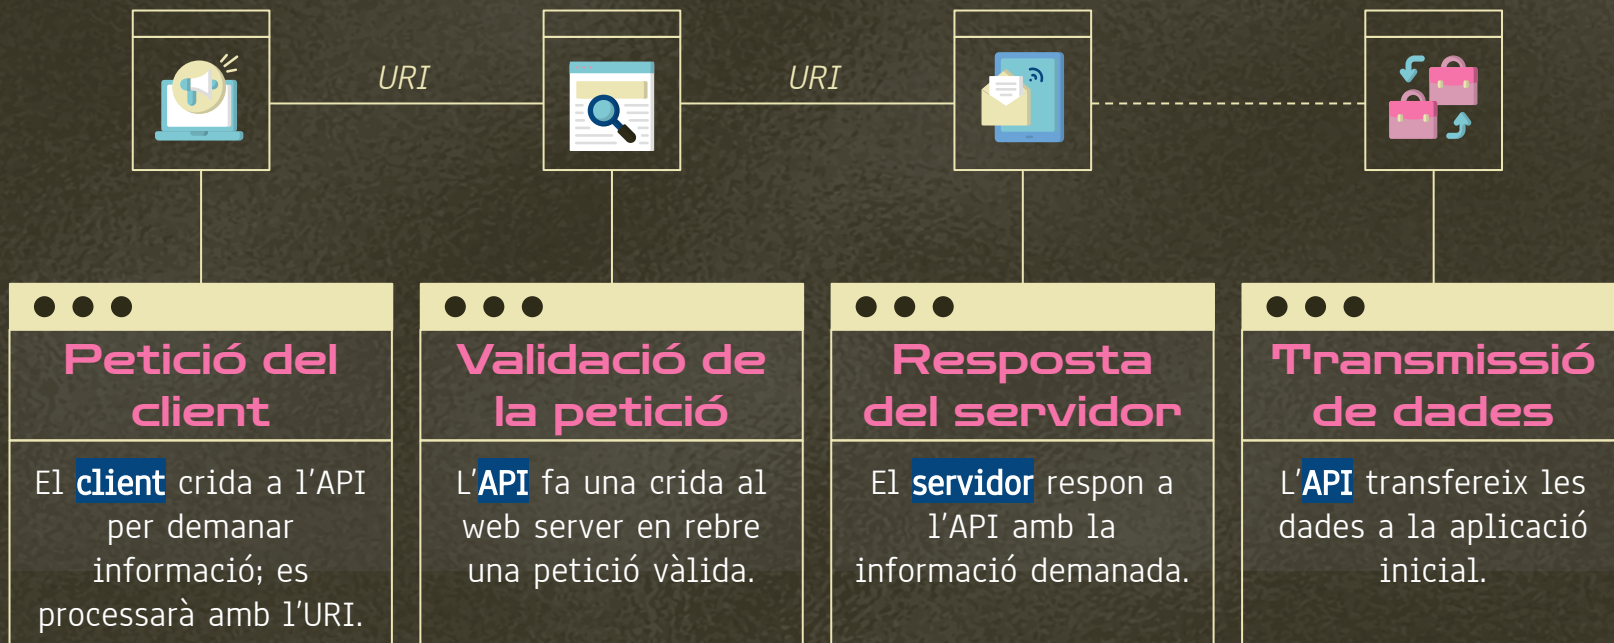 URI
URI
Petició del
client
El client crida a l'API
per demanar
informació; es
processarà amb l'URI.
Validació de
la petició
L'API fa una crida al
web server en rebre
una petició vàlida.
Resposta
del servidor
El servidor respon a
l'API amb la
informació demanada.
Transmissió
de dades
L'API transfereix les
dades a la aplicació
inicial.